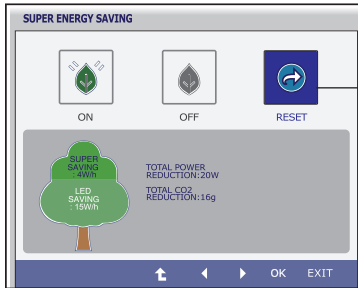 SUPER ENERGY SAVING
ON
OFF
RESET
SUPER
SAVING
: 4W/h
LED
SAVING
: 15W/h
TOTAL POWER
REDUCTION:20W
TOTAL CO2
REDUCTION:16g
OK
EXIT